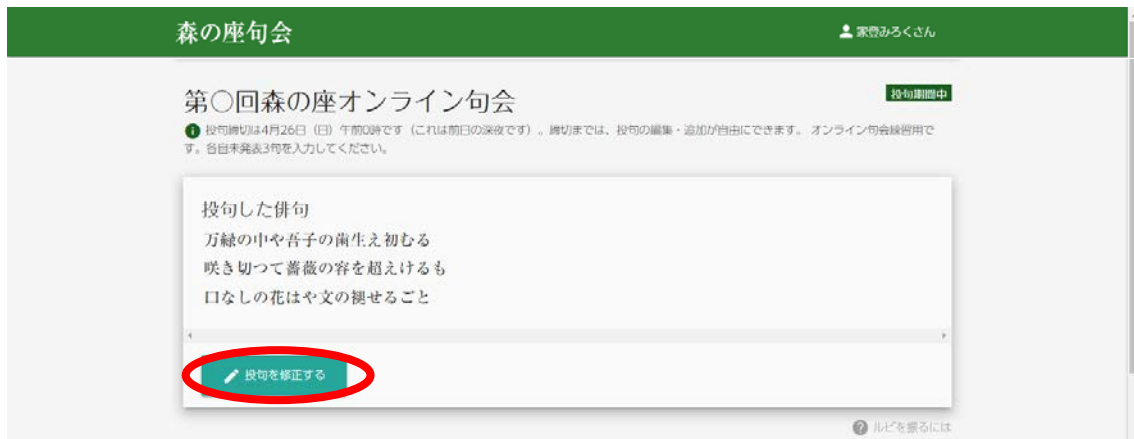 森の座句会
家登みろくさん
第〇回森の座オンライン句会
投句期間中
投句締切は4月26日（日）午前0時です（これは前日の深夜です）。締切までは、投句の編集・追加が自由にできます。 オンライン句会練習用で
す。各自未発表3句を入力してください。
投句した俳句
万緑の中や吾子の歯生え初むる
咲き切つて薔薇の容を超えけるも
口なしの花はや文の褪せるごと
投句を修正する
ルビを振るには